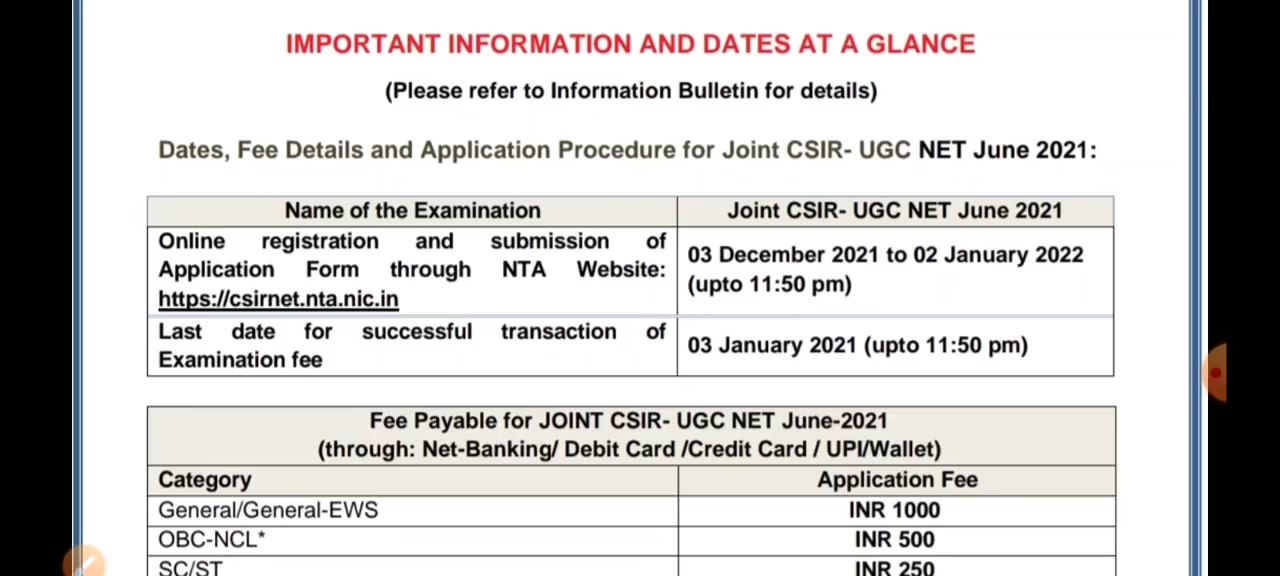 IMPORTANT INFORMATION AND DATES AT A GLANCE
(Please refer to Information Bulletin for details)
Dates, Fee Details and Application Procedure for Joint CSIR- UGC NET June 2021:
Name of the Examination Joint CSIR- UGC NET June 2021
Online registration and submission of
Application Form through NTA Website:
https://csirnet.nta.nic.in
03 December 2021 to 02 January 2022
(upto 11:50 pm)
Last date for successful transaction of
Examination fee
03 January 2021 (upto 11:50 pm)
Fee Payable for JOINT CSIR- UGC NET June-2021
(through: Net-Banking/ Debit Card /Credit Card / UPI/Wallet)
Category Application Fee
General/General-EWS INR 1000
OBC-NCL* INR 500
SC/ST INR 250